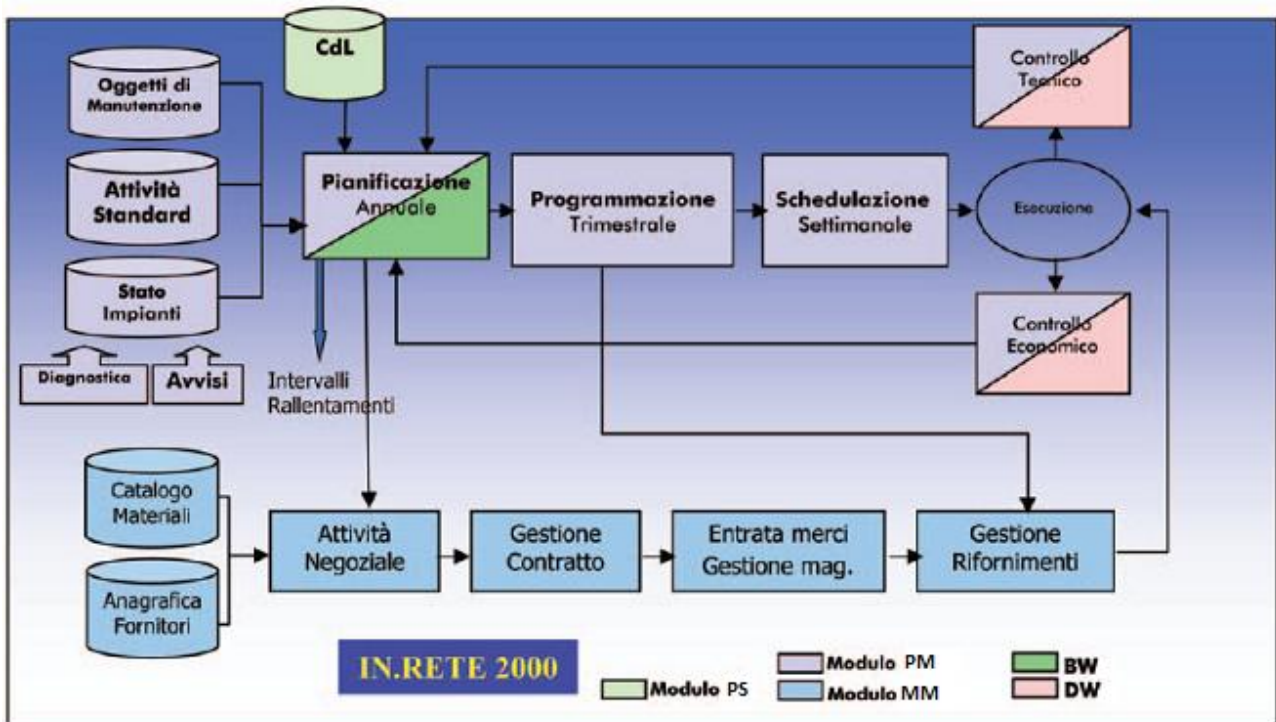 CdL
Oggetti di
Manutenzione
Attività
Standard
Stato
Impianti
Diagnostica
Avvisi
Pianificazione
Annuale
Programmazione
Trimestrale
Schedulazione
Settimanale
Esecuzione
Controllo
Tecnico
Controllo
Economico
Intervalli
Rallentamenti
Catalogo
Materiali
Anagrafica
Fornitori
Attività
Negoziale
Gestione
Contratto
Entrata merci
Gestione mag.
Gestione
Rifornimenti
IN.RETE 2000
Modulo PS
Modulo PM
Modulo MM
BW
DW